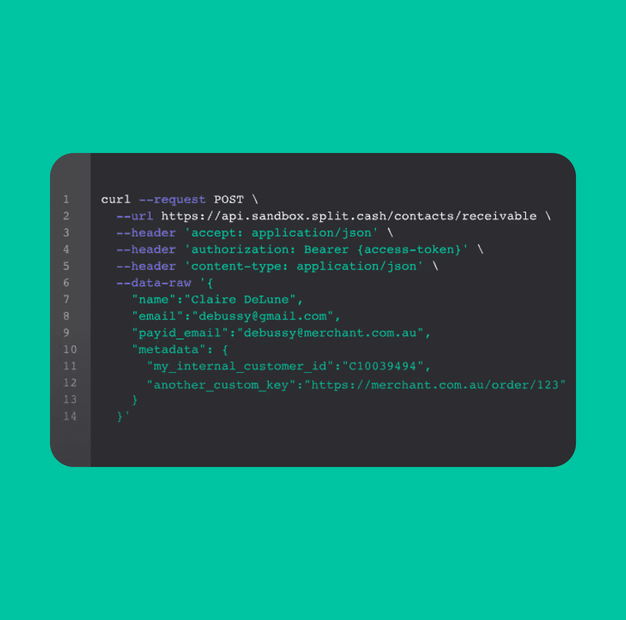 1 curl --request POST \
2 --url https://api.sandbox.split.cash/contacts/receivable \
3 --header 'accept: application/json' \
4 --header 'authorization: Bearer {access-token}' \
5 --header 'content-type: application/json' \
6 --data-raw '{
7 "name":"Claire DeLune",
8 "email":"debussy@gmail.com",
9 "payid_email":"debussy@merchant.com.au",
10 "metadata": {
11 "my_internal_customer_id":"C10039494",
12 "another_custom_key":"https://merchant.com.au/order/123"
13 }
14 }'